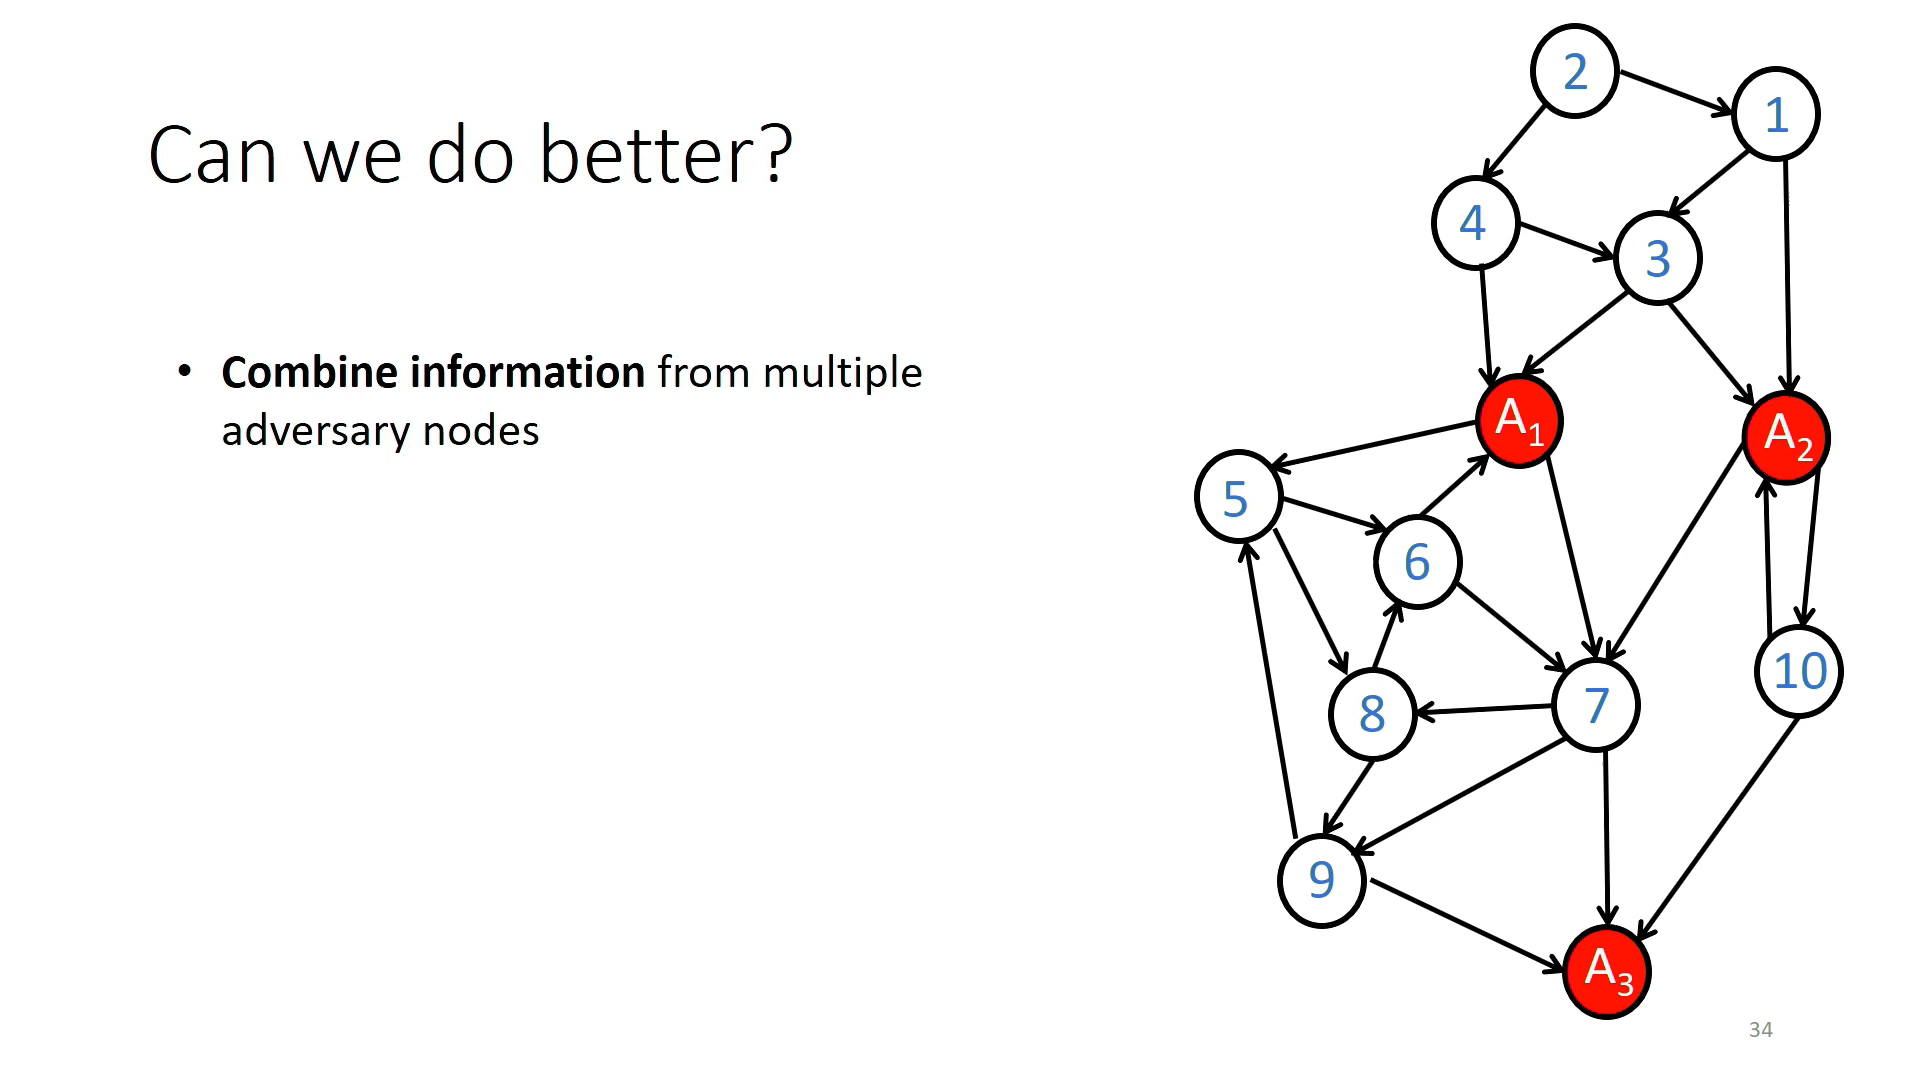 Can we do better?
• Combine information from multiple
adversary nodes
2
1
4
3
A1
A2
5
6
10
8
7
9
A3
34